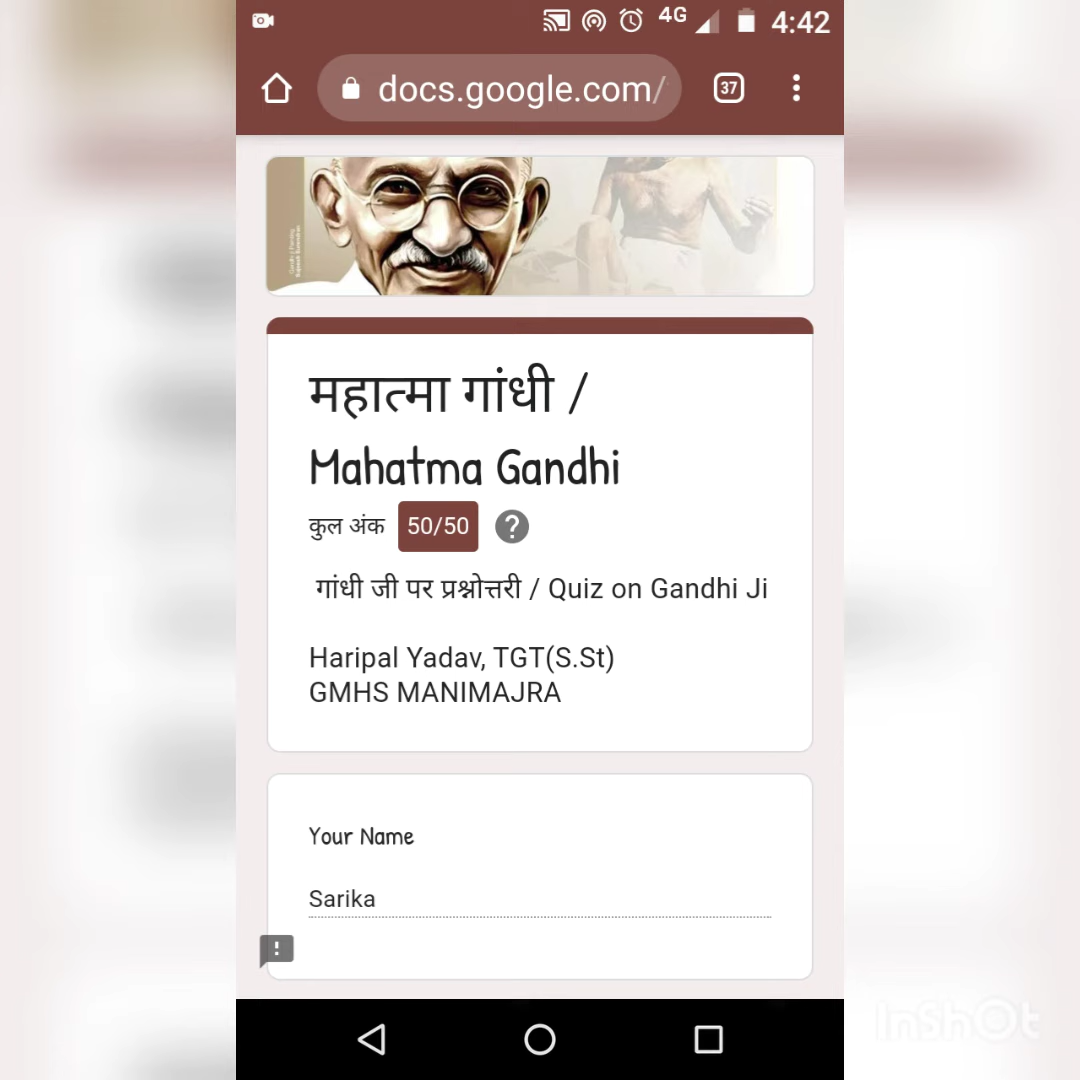 4G 4:42
docs.google.com/
37
महात्मा गांधी /
Mahatma Gandhi
कुल अंक 50/50 ?
गांधी जी पर प्रश्नोत्तरी / Quiz on Gandhi Ji
Haripal Yadav, TGT(S.St)
GMHS MANIMAJRA
Your Name
Sarika
InShOt